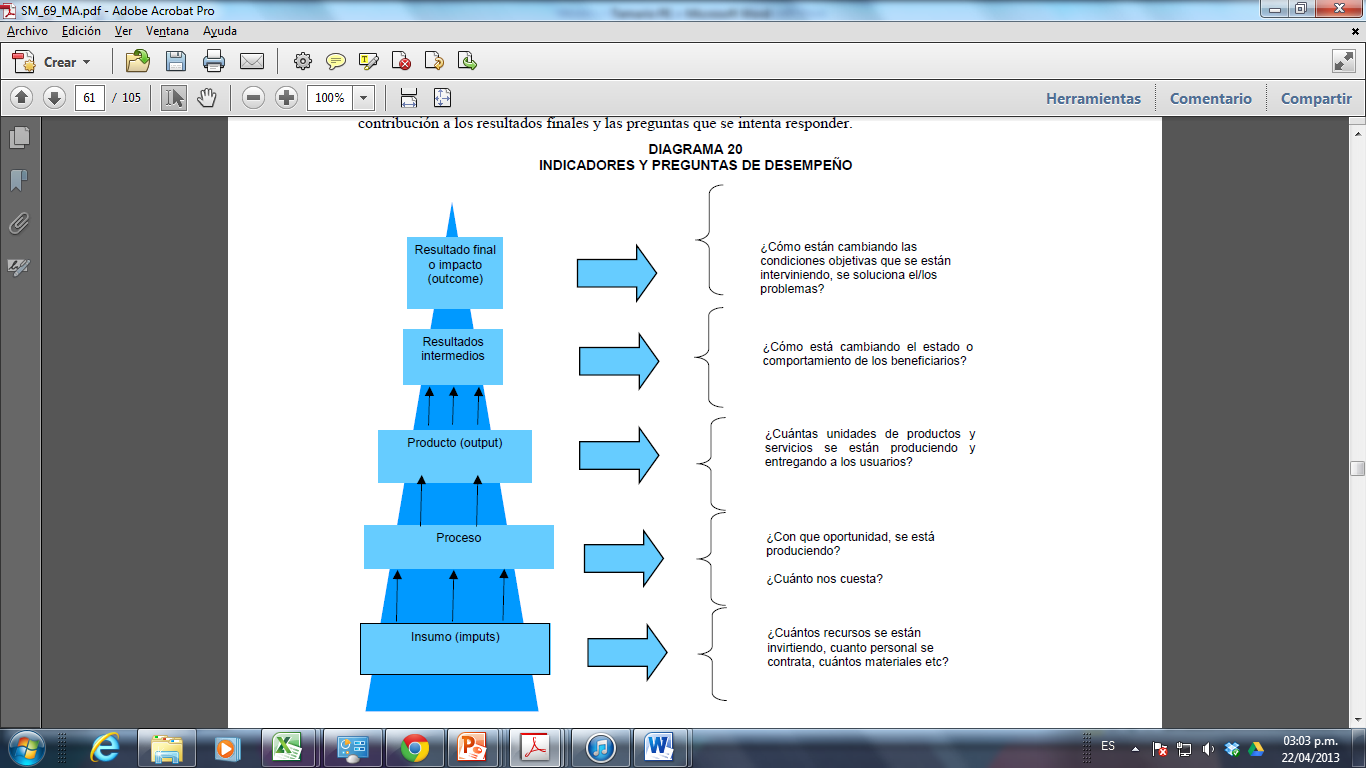 SM_69_MA.pdf - Adobe Acrobat Pro
Archivo Edición Ver Ventana Ayuda
Crear
61 / 105
100%
Herramientas Comentario Compartir
contribución a los resultados finales y las preguntas que se intenta responder.
DIAGRAMA 20
INDICADORES Y PREGUNTAS DE DESEMPEÑO
Resultado final
o impacto
(outcome)
¿Cómo están cambiando las
condiciones objetivas que se están
interviniendo, se soluciona el/los
problemas?
Resultados
intermedios
¿Cómo está cambiando el estado o
comportamiento de los beneficiarios?
Producto (output)
¿Cuántas unidades de productos y
servicios se están produciendo y
entregando a los usuarios?
Proceso
¿Con que oportunidad, se está
produciendo?
¿Cuánto nos cuesta?
Insumo (imputs)
¿Cuántos recursos se están
invirtiendo, cuanto personal se
contrata, cuántos materiales etc?
ES
03:03 p.m.
22/04/2013